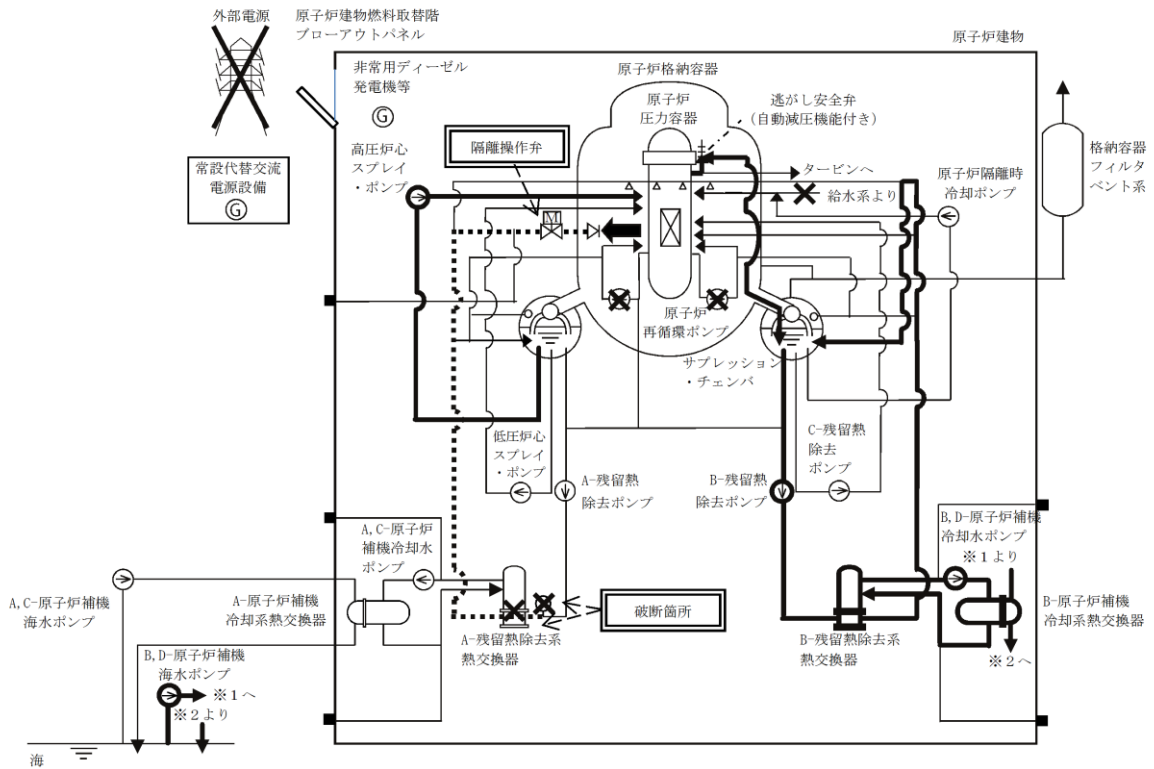 外部電源
原子炉建物燃料取替階
ブローアウトパネル
原子炉建物
非常用ディーゼル
発電機等
G
原子炉格納容器
原子炉
圧力容器
逃がし安全弁
(自動減圧機能付き)
隔離操作弁
常設代替交流
電源設備
G
高圧炉心
スプレイ
・ポンプ
タービンへ
給水系より
原子炉隔離時
冷却ポンプ
格納容器
フィルタ
ベント系
M
原子炉
再循環ポンプ
サプレッション
・チェンバ
低圧炉心
スプレイ
・ポンプ
A-残留熱
除去ポンプ
B-残留熱
除去ポンプ
C-残留熱
除去
ポンプ
A,C-原子炉
補機冷却水
ポンプ
B,D-原子炉補機
冷却水ポンプ
※1より
A,C-原子炉補機
海水ポンプ
A-原子炉補機
冷却系熱交換器
破断箇所
A-残留熱除去系
熱交換器
B-残留熱除去系
熱交換器
B-原子炉補機
冷却系熱交換器
※2へ
B,D-原子炉補機
海水ポンプ
※1へ
※2より
海